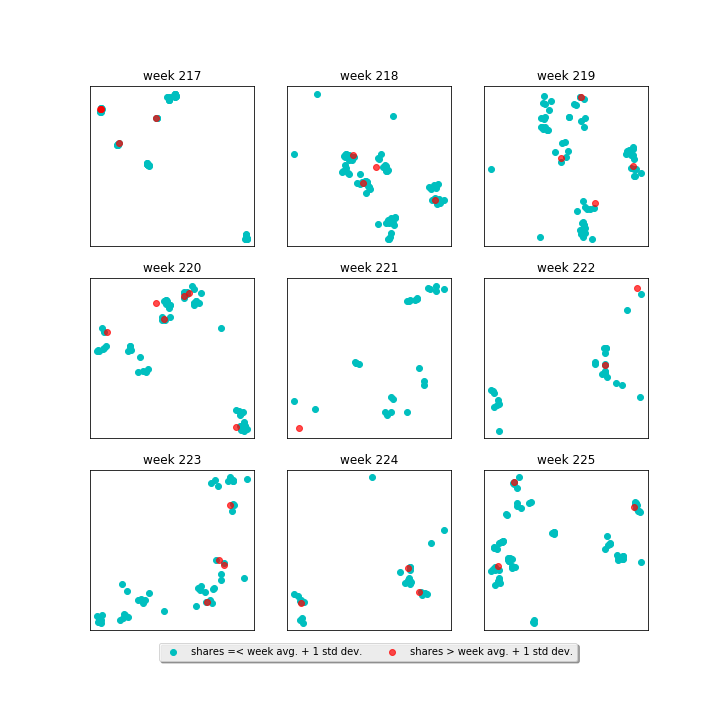 week 217
week 218
week 219
week 220
week 221
week 222
week 223
week 224
week 225
shares =< week avg. + 1 std dev.
shares > week avg. + 1 std dev.